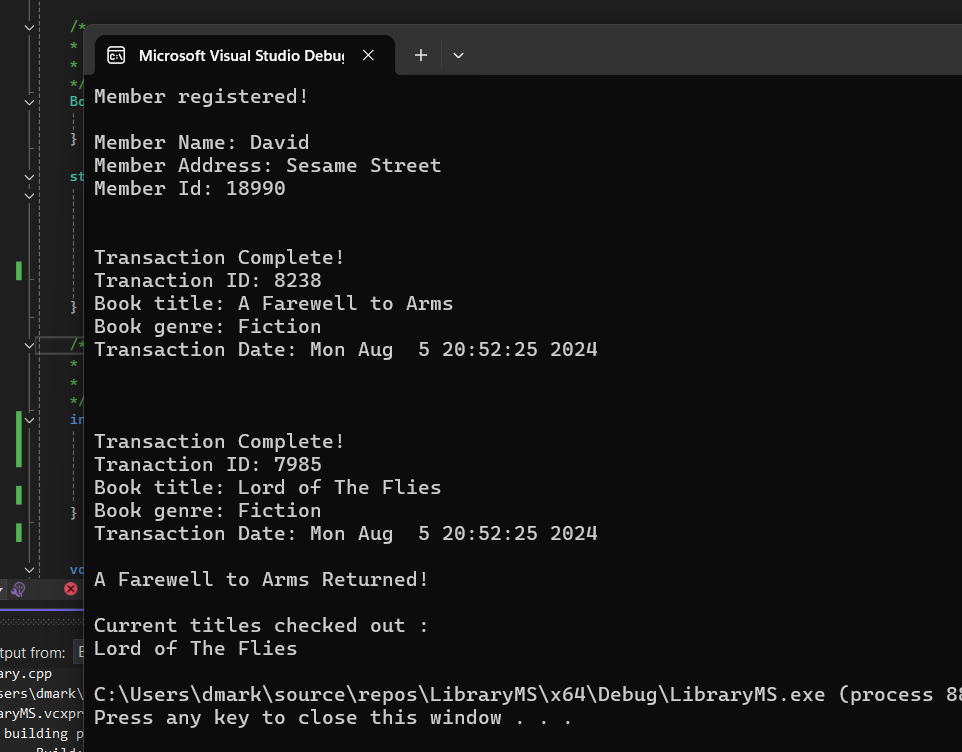 /*
*
*
*/
Bo
}
st
}
/*
*
*
*/
in
}
vo
Microsoft Visual Studio Debu
Member registered!
Member Name: David
Member Address: Sesame Street
Member Id: 18990
Transaction Complete!
Tranaction ID: 8238
Book title: A Farewell to Arms
Book genre: Fiction
Transaction Date: Mon Aug  5 20:52:25 2024
Transaction Complete!
Tranaction ID: 7985
Book title: Lord of The Flies
Book genre: Fiction
Transaction Date: Mon Aug  5 20:52:25 2024
A Farewell to Arms Returned!
Current titles checked out :
Lord of The Flies
C:\Users\dmark\source\repos\LibraryMS\x64\Debug\LibraryMS.exe (process 88
Press any key to close this window . . .
tput from:
ary.cpp
sers\dmark\
aryMS.vcxpr
building p